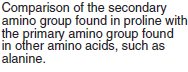 Comparison of the secondary
amino group found in proline with
the primary amino group found
in other amino acids, such as
alanine.